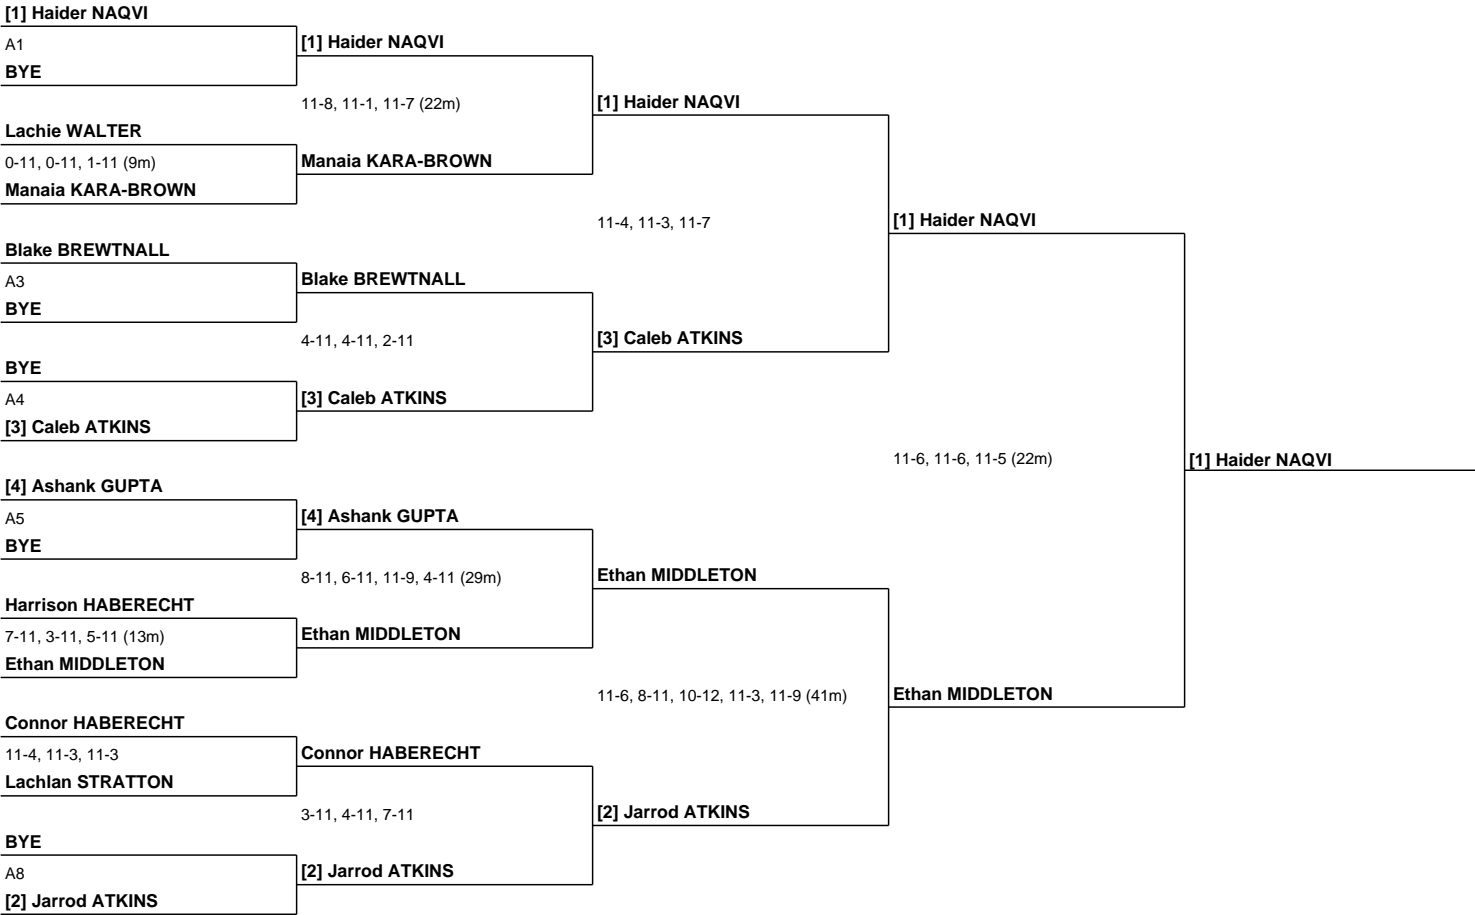 [1] Haider NAQVI
A1
[1] Haider NAQVI
BYE
11-8, 11-1, 11-7 (22m)
[1] Haider NAQVI
Lachie WALTER
0-11, 0-11, 1-11 (9m)
Manaia KARA-BROWN
Manaia KARA-BROWN
11-4, 11-3, 11-7
[1] Haider NAQVI
Blake BREWTNALL
A3
Blake BREWTNALL
BYE
4-11, 4-11, 2-11
[3] Caleb ATKINS
BYE
A4
[3] Caleb ATKINS
[3] Caleb ATKINS
11-6, 11-6, 11-5 (22m)
[1] Haider NAQVI
[4] Ashank GUPTA
A5
[4] Ashank GUPTA
BYE
8-11, 6-11, 11-9, 4-11 (29m)
Ethan MIDDLETON
Harrison HABERECHT
7-11, 3-11, 5-11 (13m)
Ethan MIDDLETON
Ethan MIDDLETON
11-6, 8-11, 10-12, 11-3, 11-9 (41m)
Ethan MIDDLETON
Connor HABERECHT
11-4, 11-3, 11-3
Connor HABERECHT
Lachlan STRATTON
3-11, 4-11, 7-11
[2] Jarrod ATKINS
BYE
A8
[2] Jarrod ATKINS
[2] Jarrod ATKINS